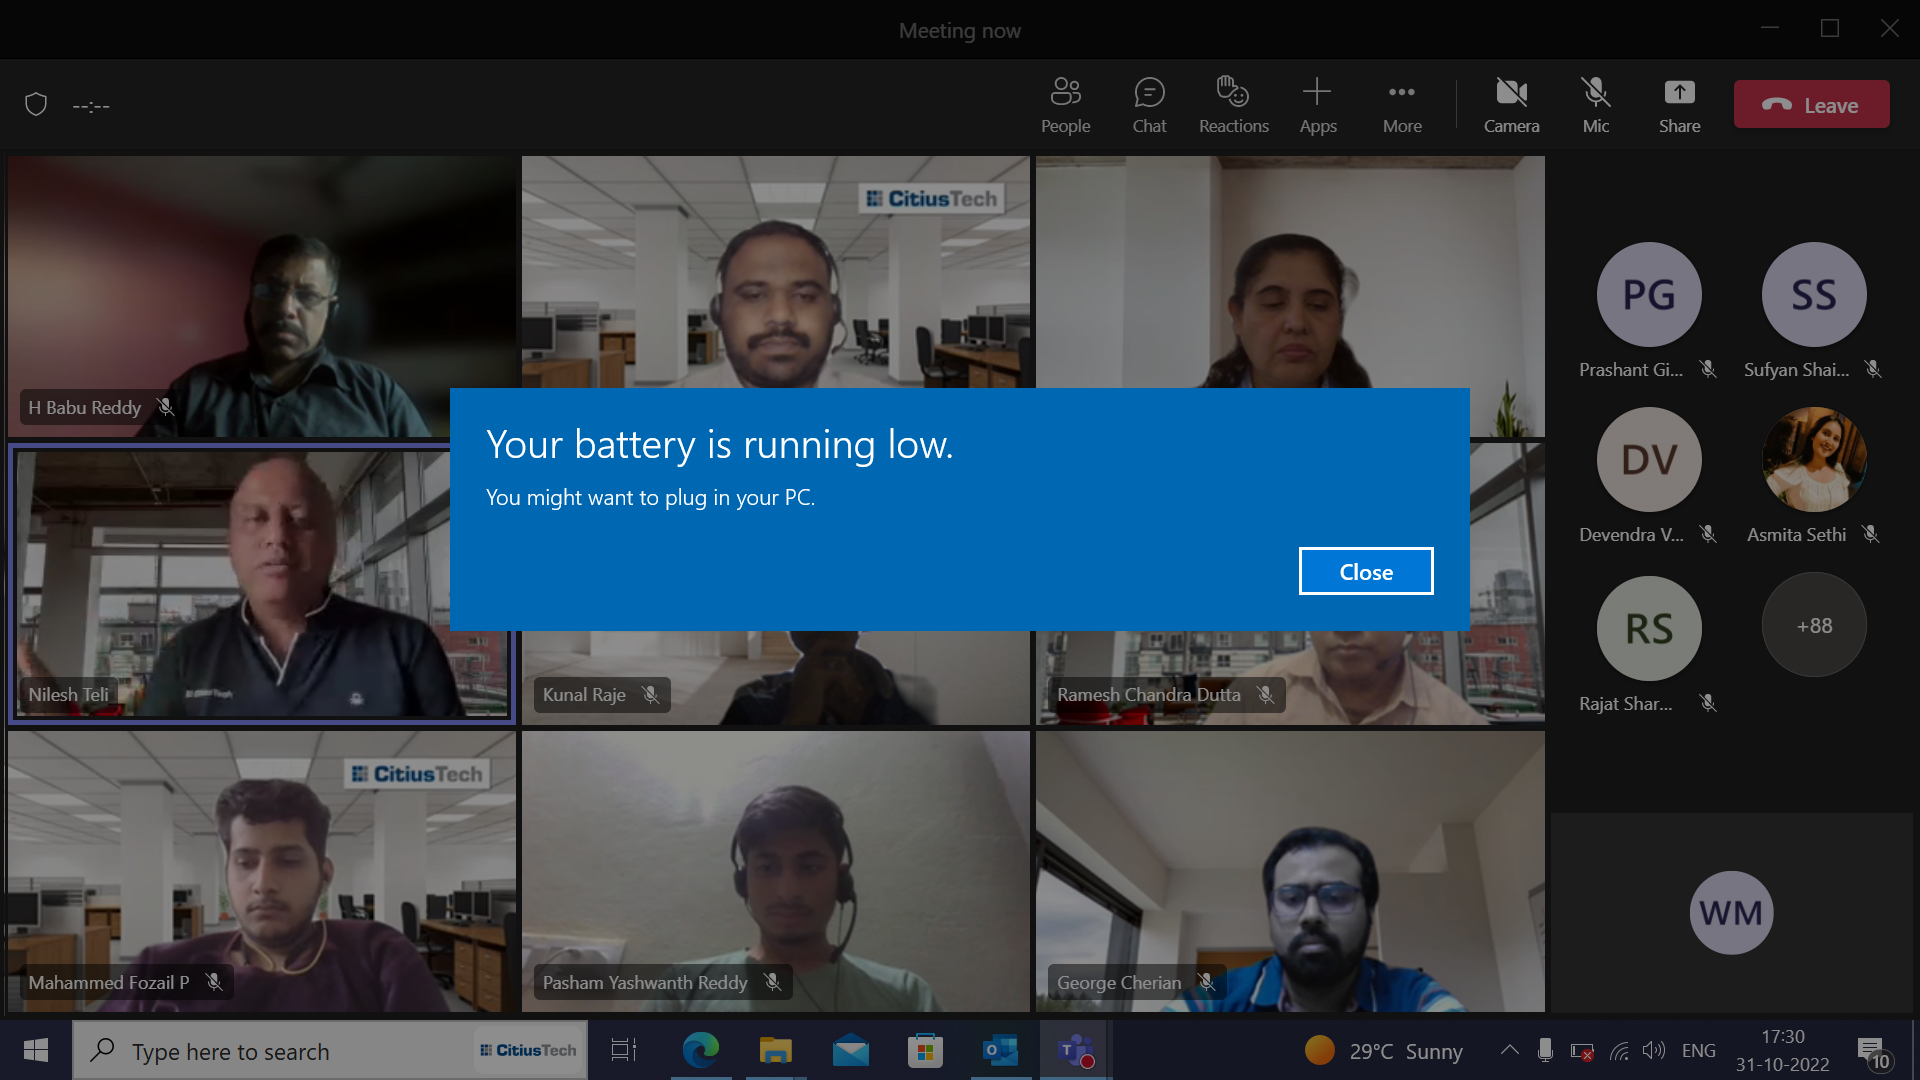 Meeting now
--:--
People
Chat
Reactions
Apps
More
Camera
Mic
Share
Leave
CitiusTech
H Babu Reddy
PG
SS
Prashant Gi...
Sufyan Shai...
Your battery is running low.
You might want to plug in your PC.
Close
DV
Devendra V...
Asmita Sethi
Nilesh Teli
Kunal Raje
Ramesh Chandra Dutta
RS
+88
Rajat Shar...
CitiusTech
Mahammed Fozail P
Pasham Yashwanth Reddy
George Cherian
WM
Type here to search
CitiusTech
29°C Sunny
ENG
17:30
31-10-2022
10